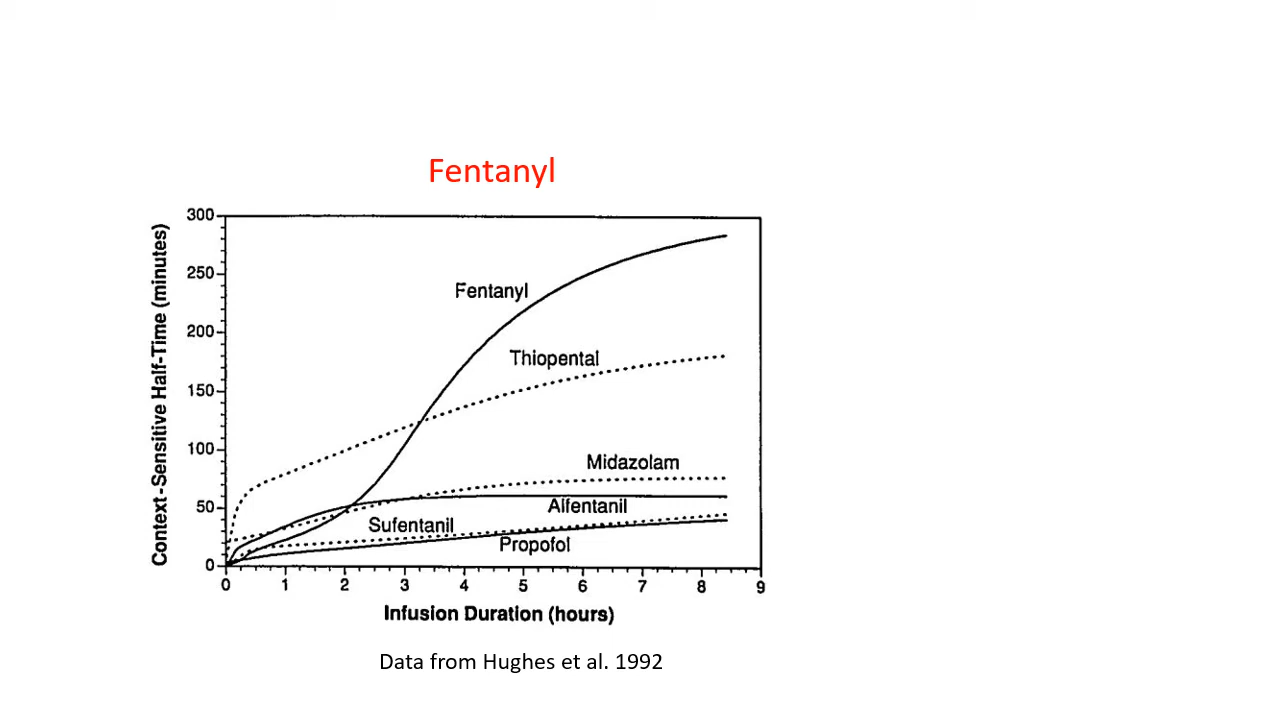 Fentanyl
300
250
200
150
100
50
0
Context-Sensitive Half-Time (minutes)
Fentanyl
Thiopental
Midazolam
Alfentanil
Sufentanil
Propofol
0 1 2 3 4 5 6 7 8 9
Infusion Duration (hours)
Data from Hughes et al. 1992